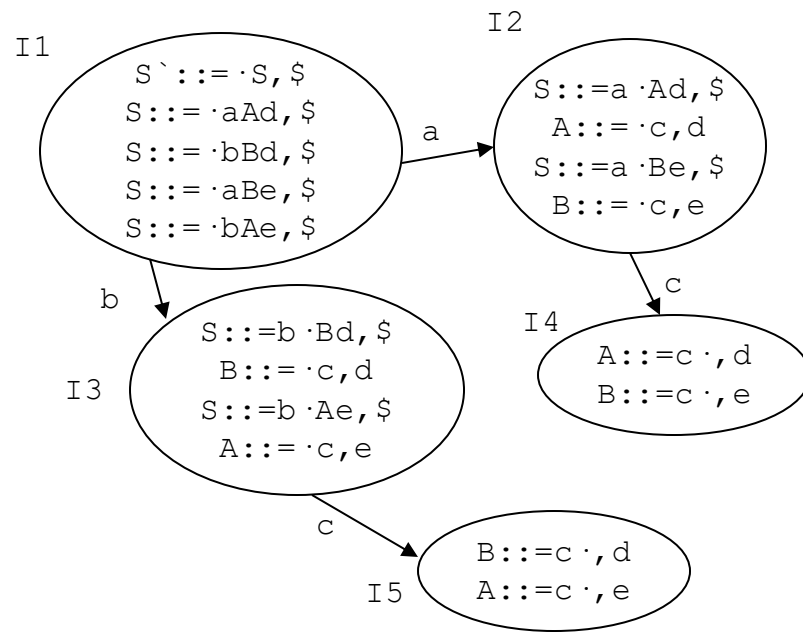 I1
S`::=·S,$
S::=·aAd,$
S::=·bBd,$
S::=·aBe,$
S::=·bAe,$
a
I2
S::=a·Ad,$
A::=·c,d
S::=a·Be,$
B::=·c,e
b
c
I3
S::=b·Bd,$
B::=·c,d
S::=b·Ae,$
A::=·c,e
I4
A::=c·,d
B::=c·,e
c
I5
B::=c·,d
A::=c·,e